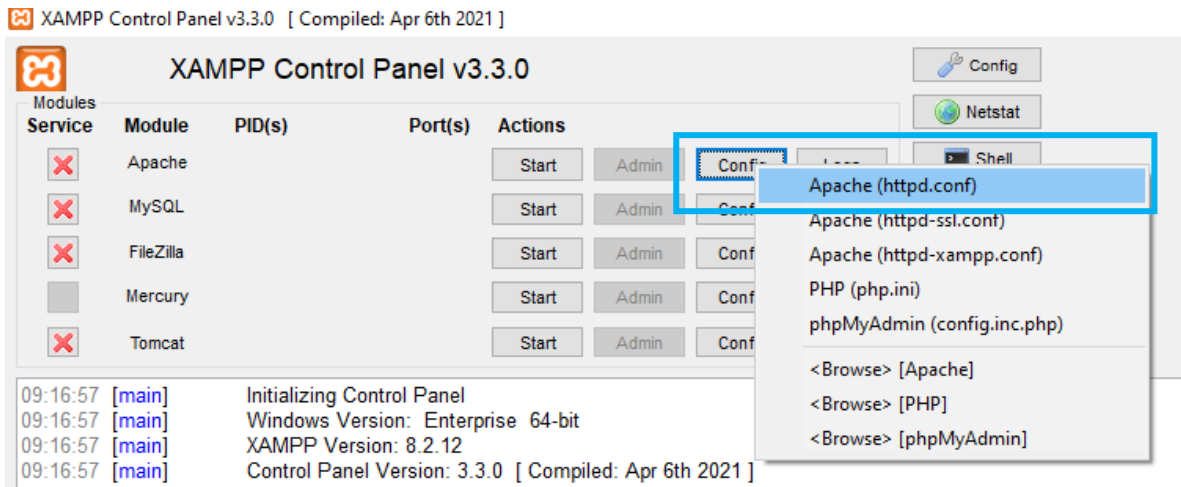 XAMPP Control Panel v3.3.0 [ Compiled: Apr 6th 2021 ]
XAMPP Control Panel v3.3.0
Config
Modules
Service Module PID(s) Port(s) Actions
Netstat
Apache Start Admin Config
Shell
Apache (httpd.conf)
MySQL Start Admin
Apache (httpd-ssl.conf)
FileZilla Start Admin Conf
Apache (httpd-xampp.conf)
Mercury Start Admin Conf
PHP (php.ini)
phpMyAdmin (config.inc.php)
Tomcat Start Admin Conf
<Browse> [Apache]
<Browse> [PHP]
<Browse> [phpMyAdmin]
09:16:57 [main] Initializing Control Panel
09:16:57 [main] Windows Version: Enterprise 64-bit
09:16:57 [main] XAMPP Version: 8.2.12
09:16:57 [main] Control Panel Version: 3.3.0 [ Compiled: Apr 6th 2021 ]